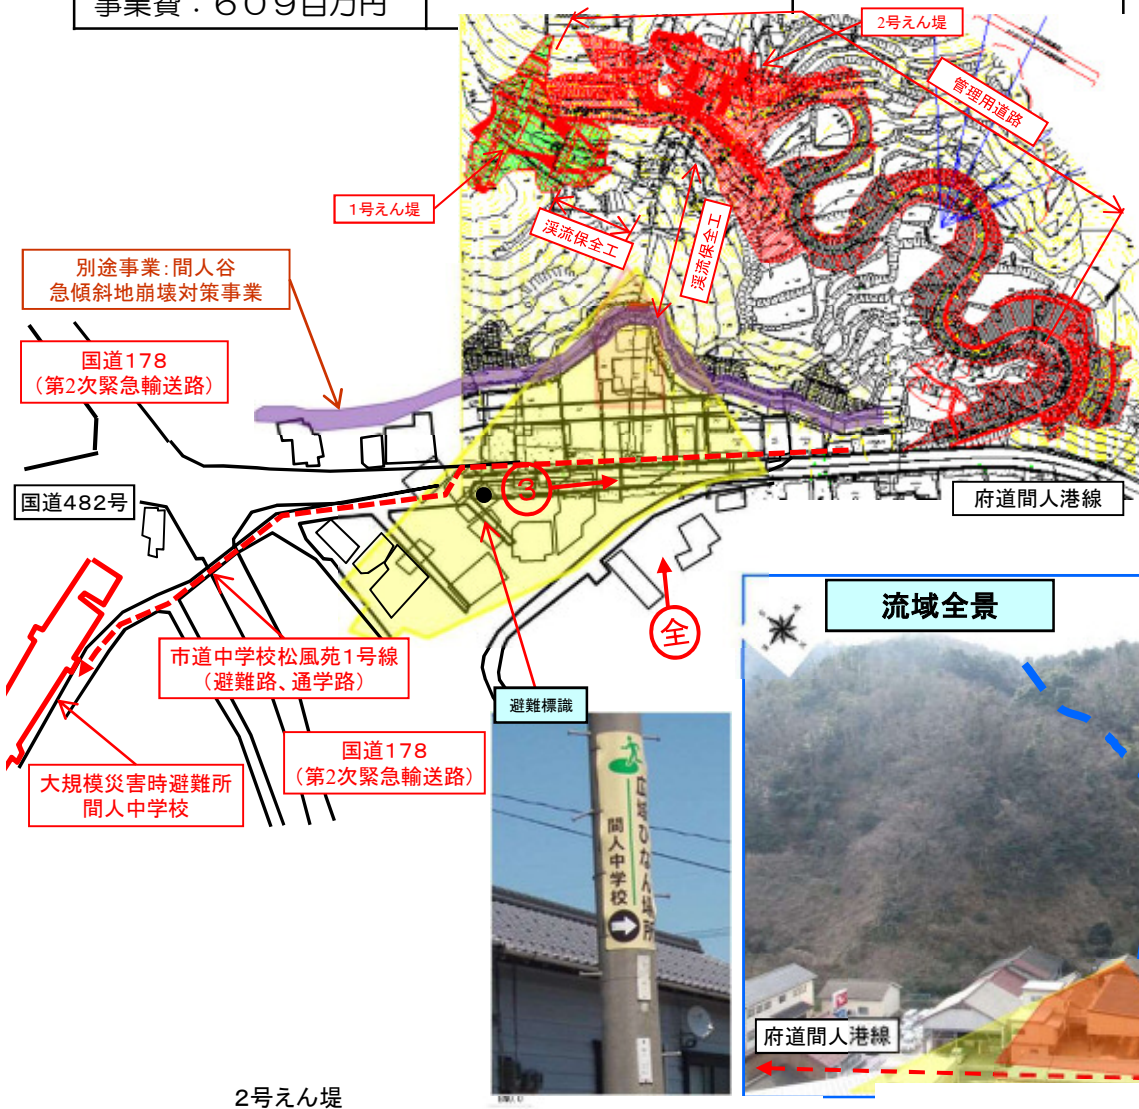 事業費：６０９百万円
2号えん堤
管理用道路
1号えん堤
渓流保全工
渓流保全工
別途事業：間人谷
急傾斜地崩壊対策事業
国道178
（第2次緊急輸送路）
国道482号
③
府道間人港線
全
流域全景
市道中学校松風苑1号線
（避難路、通学路）
避難標識
国道178
（第2次緊急輸送路）
大規模災害時避難所
間人中学校
広域ひなん場所
間人中学校
府道間人港線
2号えん堤